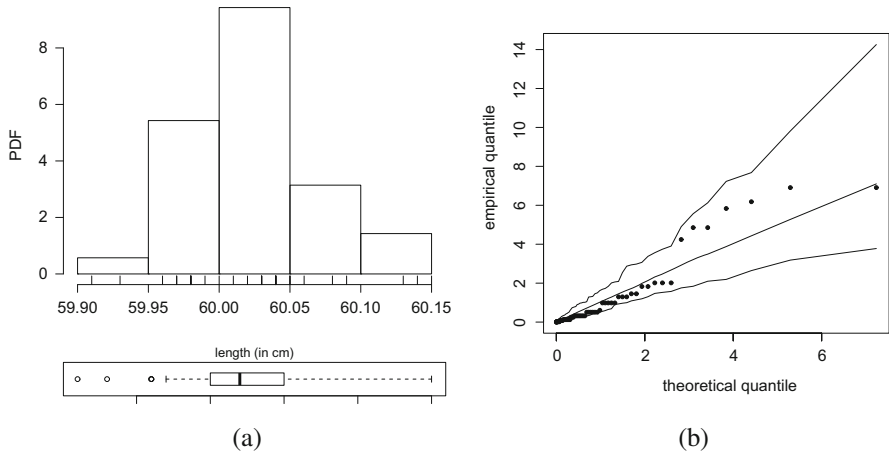 PDF
8
6
4
2
0
59.90 59.95 60.00 60.05 60.10 60.15
length (in cm)
(a)
empirical quantile
14
12
10
8
6
4
2
0
0 2 4 6
theoretical quantile
(b)